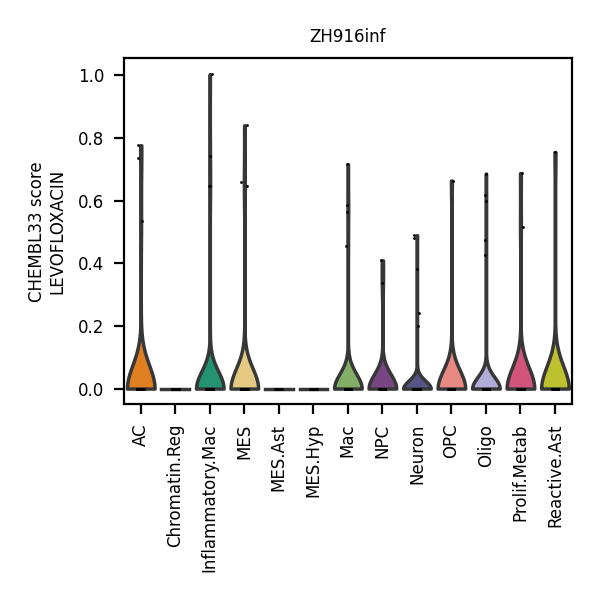 ZH916inf
CHEMBL33 score
LEVOFLOXACIN
1.0
0.8
0.6
0.4
0.2
0.0
AC
Chromatin.Reg
Inflammatory.Mac
MES
MES.Ast
MES.Hyp
Mac
NPC
Neuron
OPC
Oligo
Prolif.Metab
Reactive.Ast